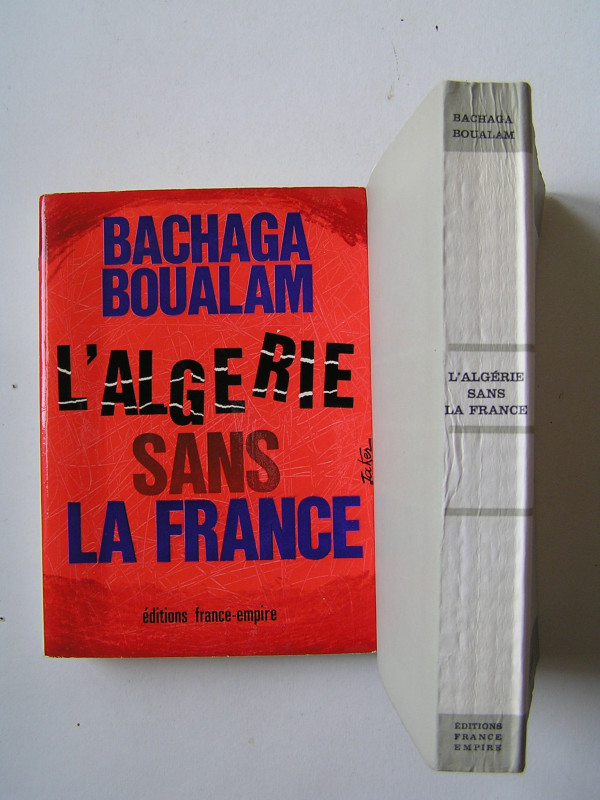 BACHAGA
BOUALAM
L'ALGERIE
SANS
LA FRANCE
éditions france-empire
BACHAGA
BOUALAM
L'ALGÉRIE
SANS
LA FRANCE
ÉDITIONS
FRANCE
EMPIRE